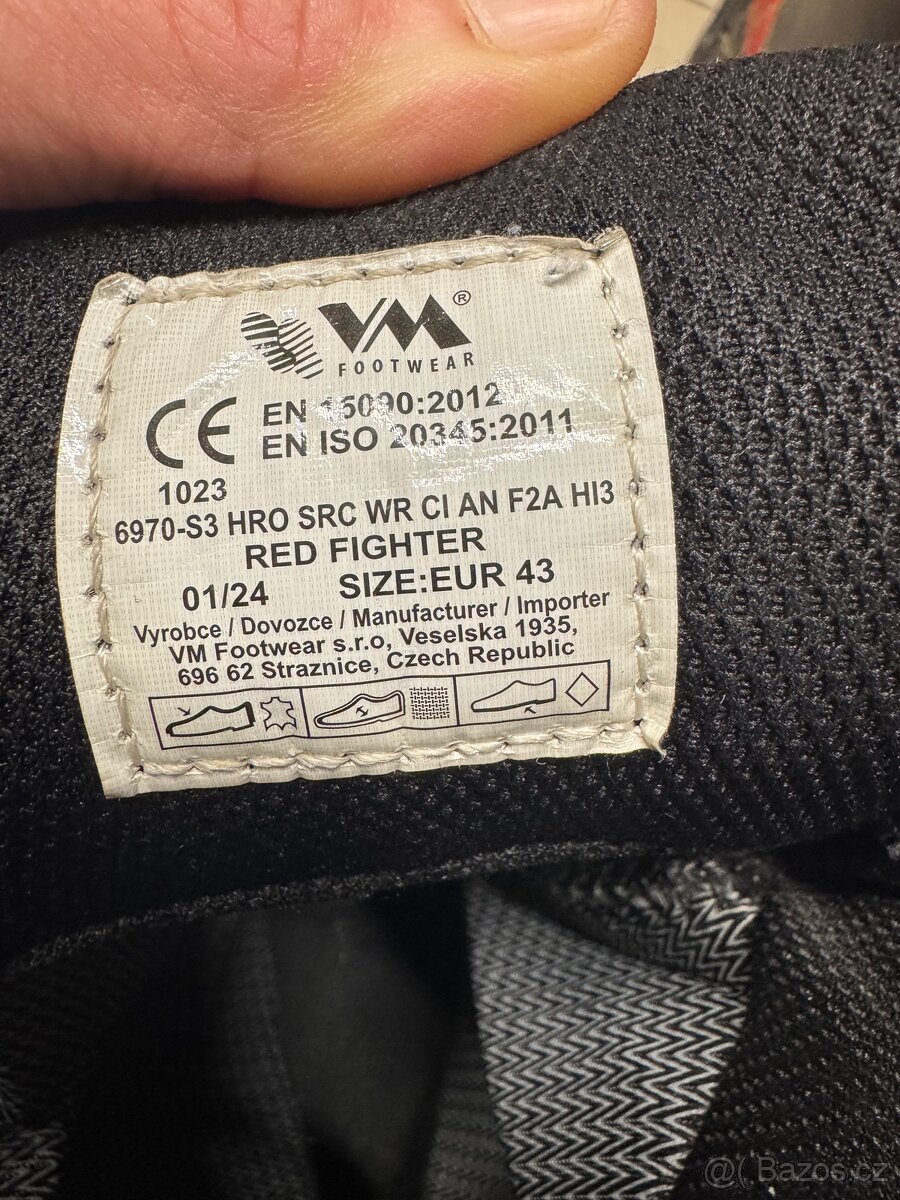 VM®
FOOTWEAR
CE EN 15090:2012
EN ISO 20345:2011
1023
6970-S3 HRO SRC WR CI AN F2A HI3
RED FIGHTER
01/24 SIZE:EUR 43
Vyrobce / Dovozce / Manufacturer / Importer
VM Footwear s.r.o, Veselska 1935,
696 62 Straznice, Czech Republic
@( Bazos.cz